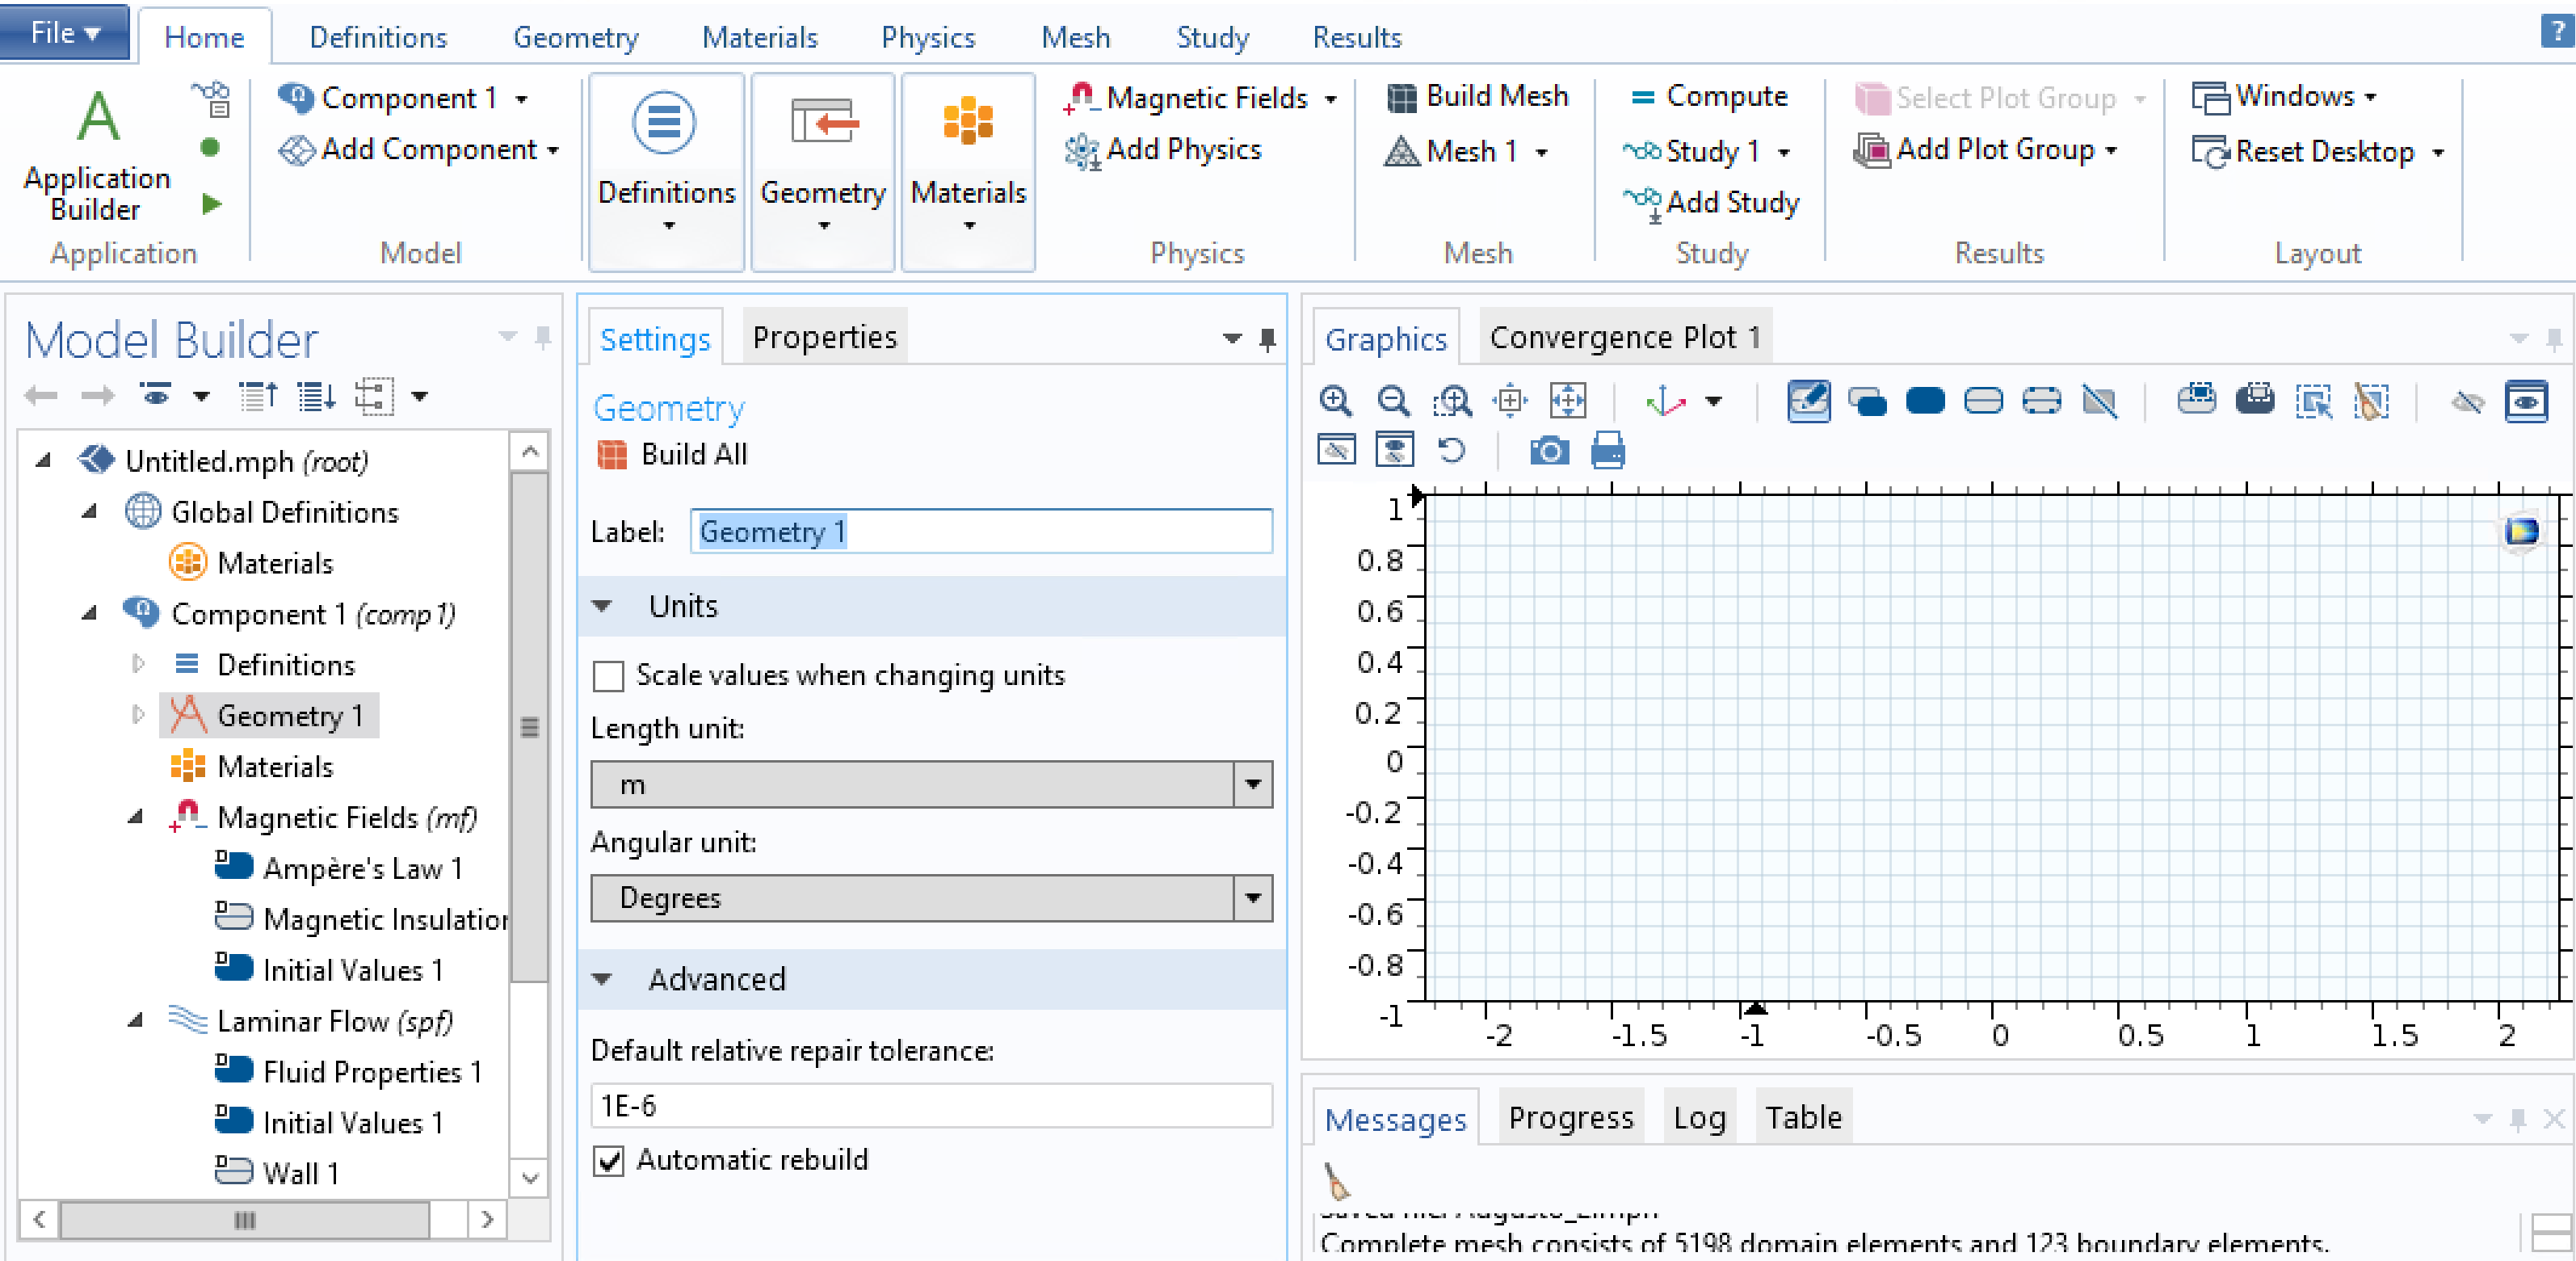 File
Home
Definitions
Geometry
Materials
Physics
Mesh
Study
Results
?
Application Builder
Component 1
Add Component
Definitions
Geometry
Materials
Magnetic Fields
Add Physics
Build Mesh
Mesh 1
Compute
Study 1
Add Study
Select Plot Group
Add Plot Group
Windows
Reset Desktop
Application
Model
Physics
Mesh
Study
Results
Layout
Model Builder
Untitled.mph (root)
Global Definitions
Materials
Component 1 (comp1)
Definitions
Geometry 1
Materials
Magnetic Fields (mf)
Ampère's Law 1
Magnetic Insulation
Initial Values 1
Laminar Flow (spf)
Fluid Properties 1
Initial Values 1
Wall 1
Settings
Properties
Geometry
Build All
Label: Geometry 1
Units
Scale values when changing units
Length unit:
m
Angular unit:
Degrees
Advanced
Default relative repair tolerance:
1E-6
Automatic rebuild
Graphics
Convergence Plot 1
1
0.8
0.6
0.4
0.2
0
-0.2
-0.4
-0.6
-0.8
-1
-2 -1.5 -1 -0.5 0 0.5 1 1.5 2
Messages
Progress
Log
Table
Saved file: Augusto_2.mph
Complete mesh consists of 5198 domain elements and 123 boundary elements.